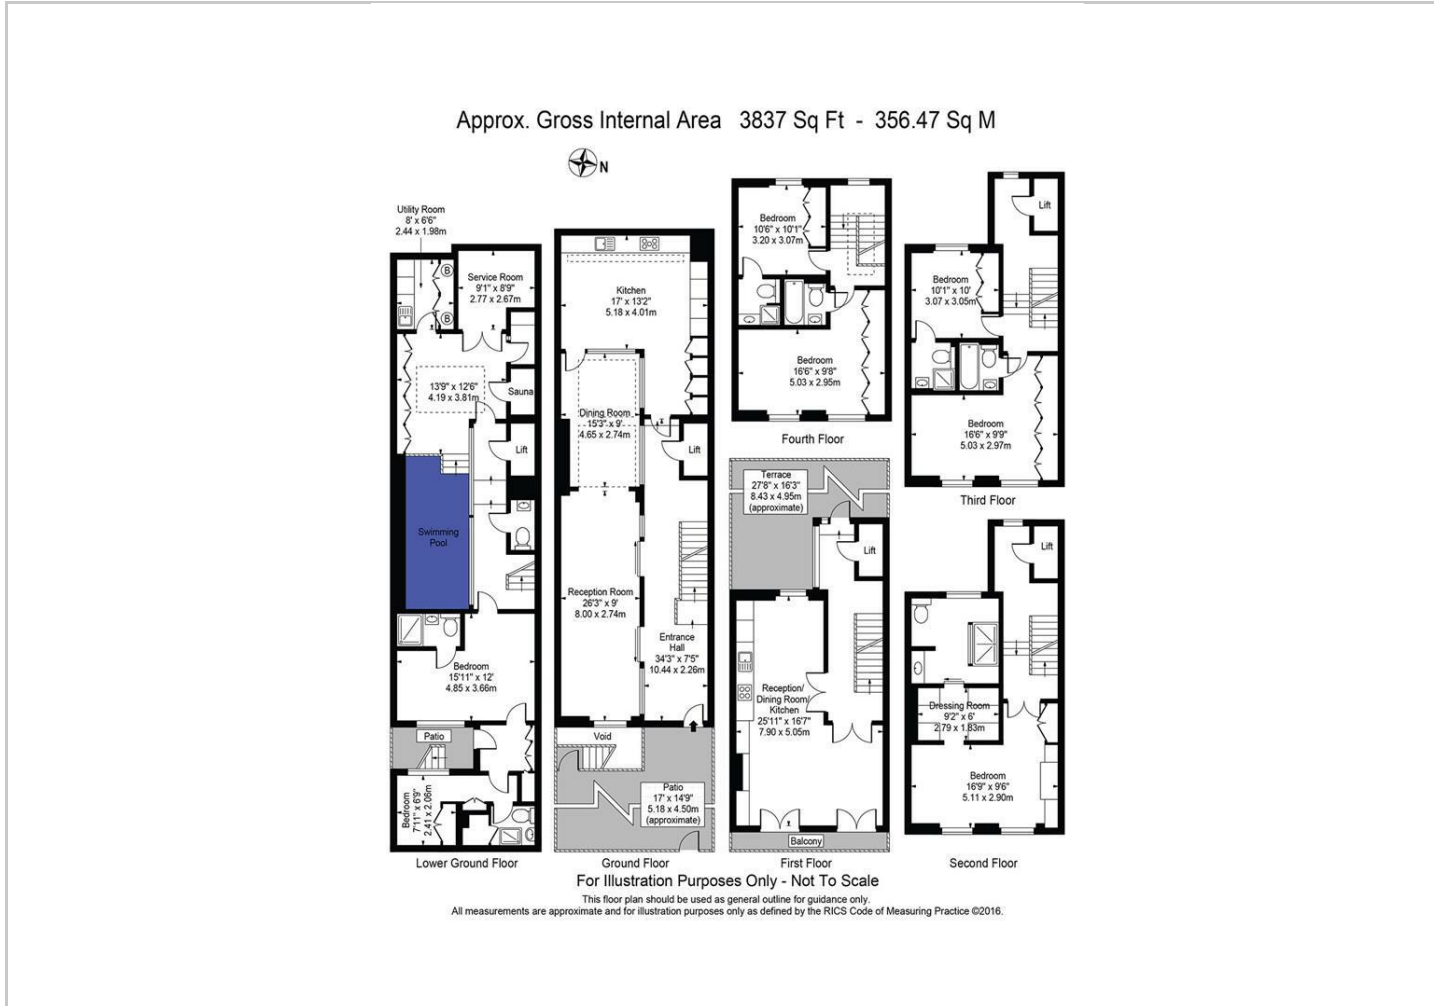 Approx. Gross Internal Area 3837 Sq Ft - 356.47 Sq M
N
Utility Room
8' x 6'6"
2.44 x 1.98m
B
B
Service Room
9'1" x 8'9"
2.77 x 2.67m
13'9" x 12'6"
4.19 x 3.81m
Sauna
Lift
Swimming
Pool
Bedroom
15'11" x 12'
4.85 x 3.66m
Patio
Bedroom
7'11" x 6'9"
2.41 x 2.06m
Lower Ground Floor
Kitchen
17' x 13'2"
5.18 x 4.01m
Dining Room
15'3" x 9'
4.65 x 2.74m
Lift
Reception Room
26'3" x 9'
8.00 x 2.74m
Entrance
Hall
34'3" x 7'5"
10.44 x 2.26m
Void
Patio
17' x 14'9"
5.18 x 4.50m
(approximate)
Ground Floor
Bedroom
10'6" x 10'1"
3.20 x 3.07m
Bedroom
16'6" x 9'8"
5.03 x 2.95m
Fourth Floor
Terrace
27'8" x 16'3"
8.43 x 4.95m
(approximate)
Lift
Reception/
Dining Room/
Kitchen
25'11" x 16'7"
7.90 x 5.05m
Balcony
First Floor
Lift
Bedroom
10'1" x 10'
3.07 x 3.05m
Bedroom
16'6" x 9'9"
5.03 x 2.97m
Third Floor
Lift
Dressing Room
9'2" x 6'
2.79 x 1.83m
Bedroom
16'9" x 9'6"
5.11 x 2.90m
Second Floor
For Illustration Purposes Only - Not To Scale
This floor plan should be used as general outline for guidance only.
All measurements are approximate and for illustration purposes only as defined by the RICS Code of Measuring Practice ©2016.